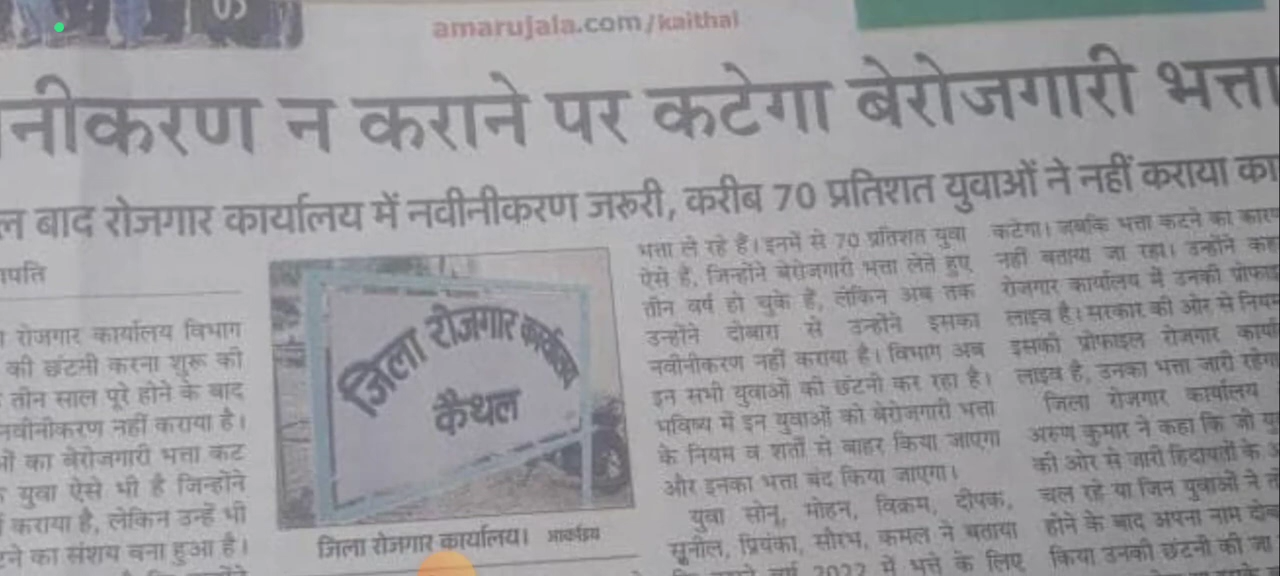 05
amarujala.com/kaithal
नीकरण न कराने पर कटेगा बेरोजगारी भत्ता
ल बाद रोजगार कार्यालय में नवीनीकरण जरूरी, करीब 70 प्रतिशत युवाओं ने नहीं कराया का
पति
रोजगार कार्यालय विभाग
की छंटमी करना शुरू की
तीन साल पूरे होने के बाद
नवीनीकरण नहीं कराया है।
का बेरोजगारी भत्ता कट
युवा ऐसे भी है जिन्होंने
कराया है, लेकिन उन्हें भी
का संशय बना हुआ है।
जिला रोजगार कार्यालय
कैथल
जिला रोजगार कार्यालय।
भत्ता ले रहे हैं। इनमें से 70 प्रतिशत युवा
ऐसे हैं, जिन्होंने बेरोजगारी भत्ता लेते हुए
तीन वर्ष हो चुके हैं, लेकिन अब तक
उन्होंने दोबारा से उन्होंने इसका
नवीनीकरण नहीं कराया है। विभाग अब
इन सभी युवाओं की छंटनी कर रहा है।
भविष्य में इन युवाओं को बेरोजगारी भत्ता
के नियम व शर्तों से बाहर किया जाएगा
और इनका भत्ता बंद किया जाएगा।
युवा सोनू, मोहन, विक्रम, दीपक,
सुनील, प्रियंका, सौरभ, कमल ने बताया
वर्ष 2022 में भत्ते के लिए
कटेगा। जबकि भत्ता कटने का कारण
नहीं बताया जा रहा। उन्होंने कहा
रोजगार कार्यालय में उनकी प्रोफाइ
लाइव है। सरकार की ओर से नियम
इसकी प्रोफाइल रोजगार कार्या
लाइव है, उनका भत्ता जारी रहेगा
जिला रोजगार कार्यालय
अरुण कुमार ने कहा कि जो यु
की ओर से जारी हिदायतों के अ
चल रहे या जिन युवाओं ने ती
होने के बाद अपना नाम दोब
किया उनकी छंटनी की जा